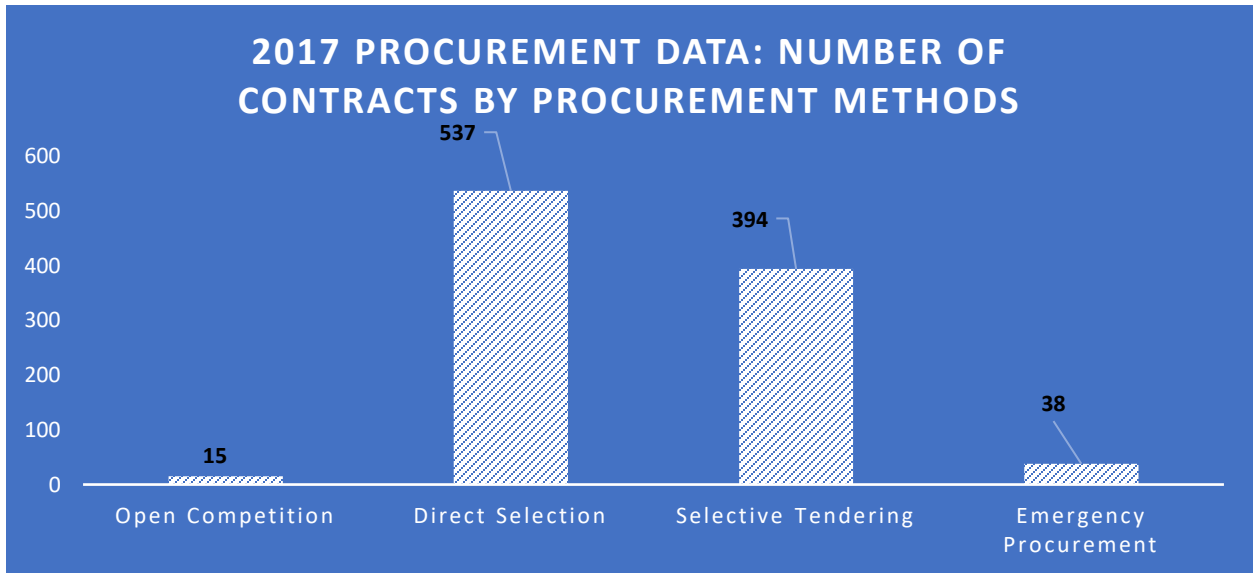 2017 PROCUREMENT DATA: NUMBER OF
CONTRACTS BY PROCUREMENT METHODS
600
500
400
300
200
100
0
15
537
394
38
Open Competition
Direct Selection
Selective Tendering
Emergency
Procurement